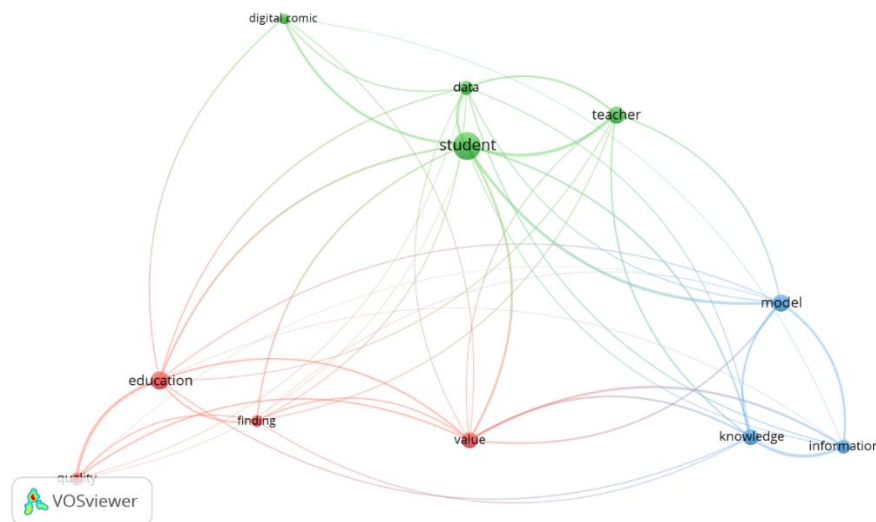 digital comic
data
teacher
student
model
education
finding
value
knowledge
information
quality
VOSviewer